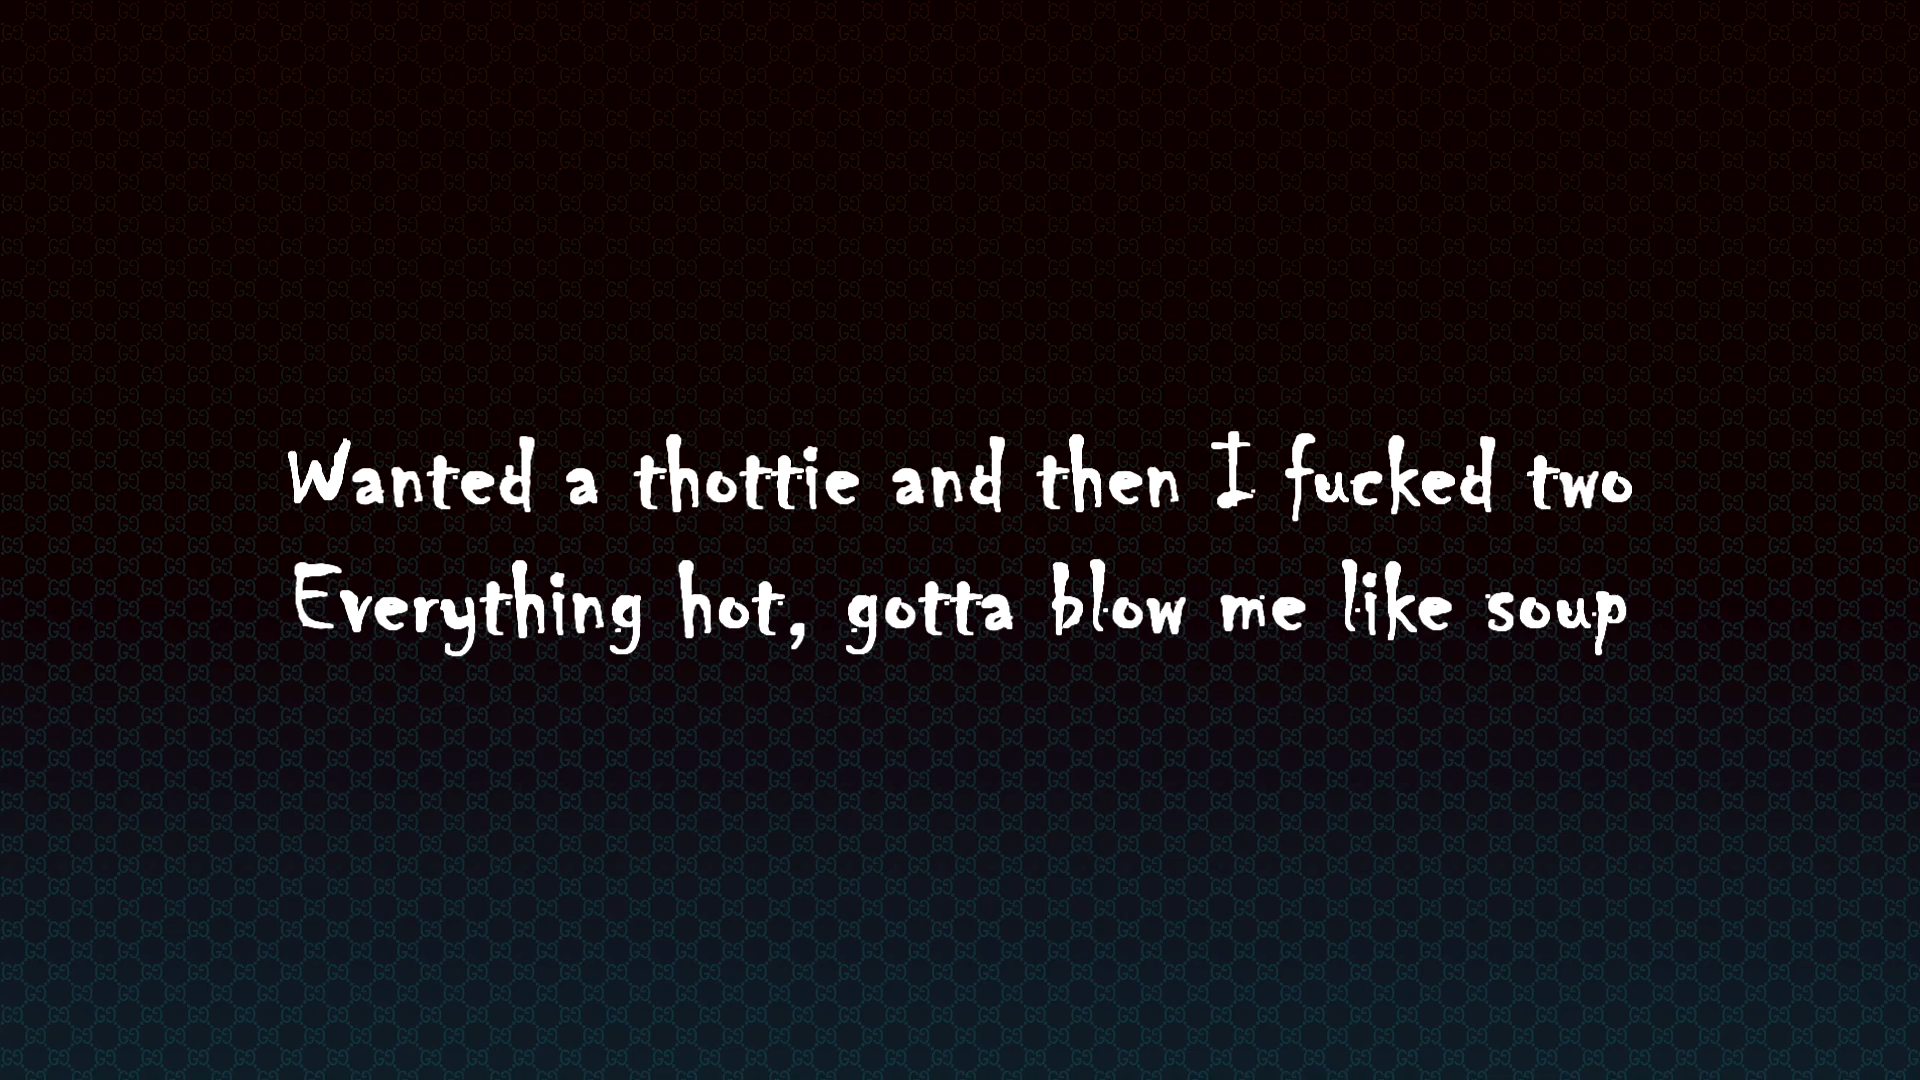 Wanted a thottie and then I fucked two
Everything hot, gotta blow me like soup